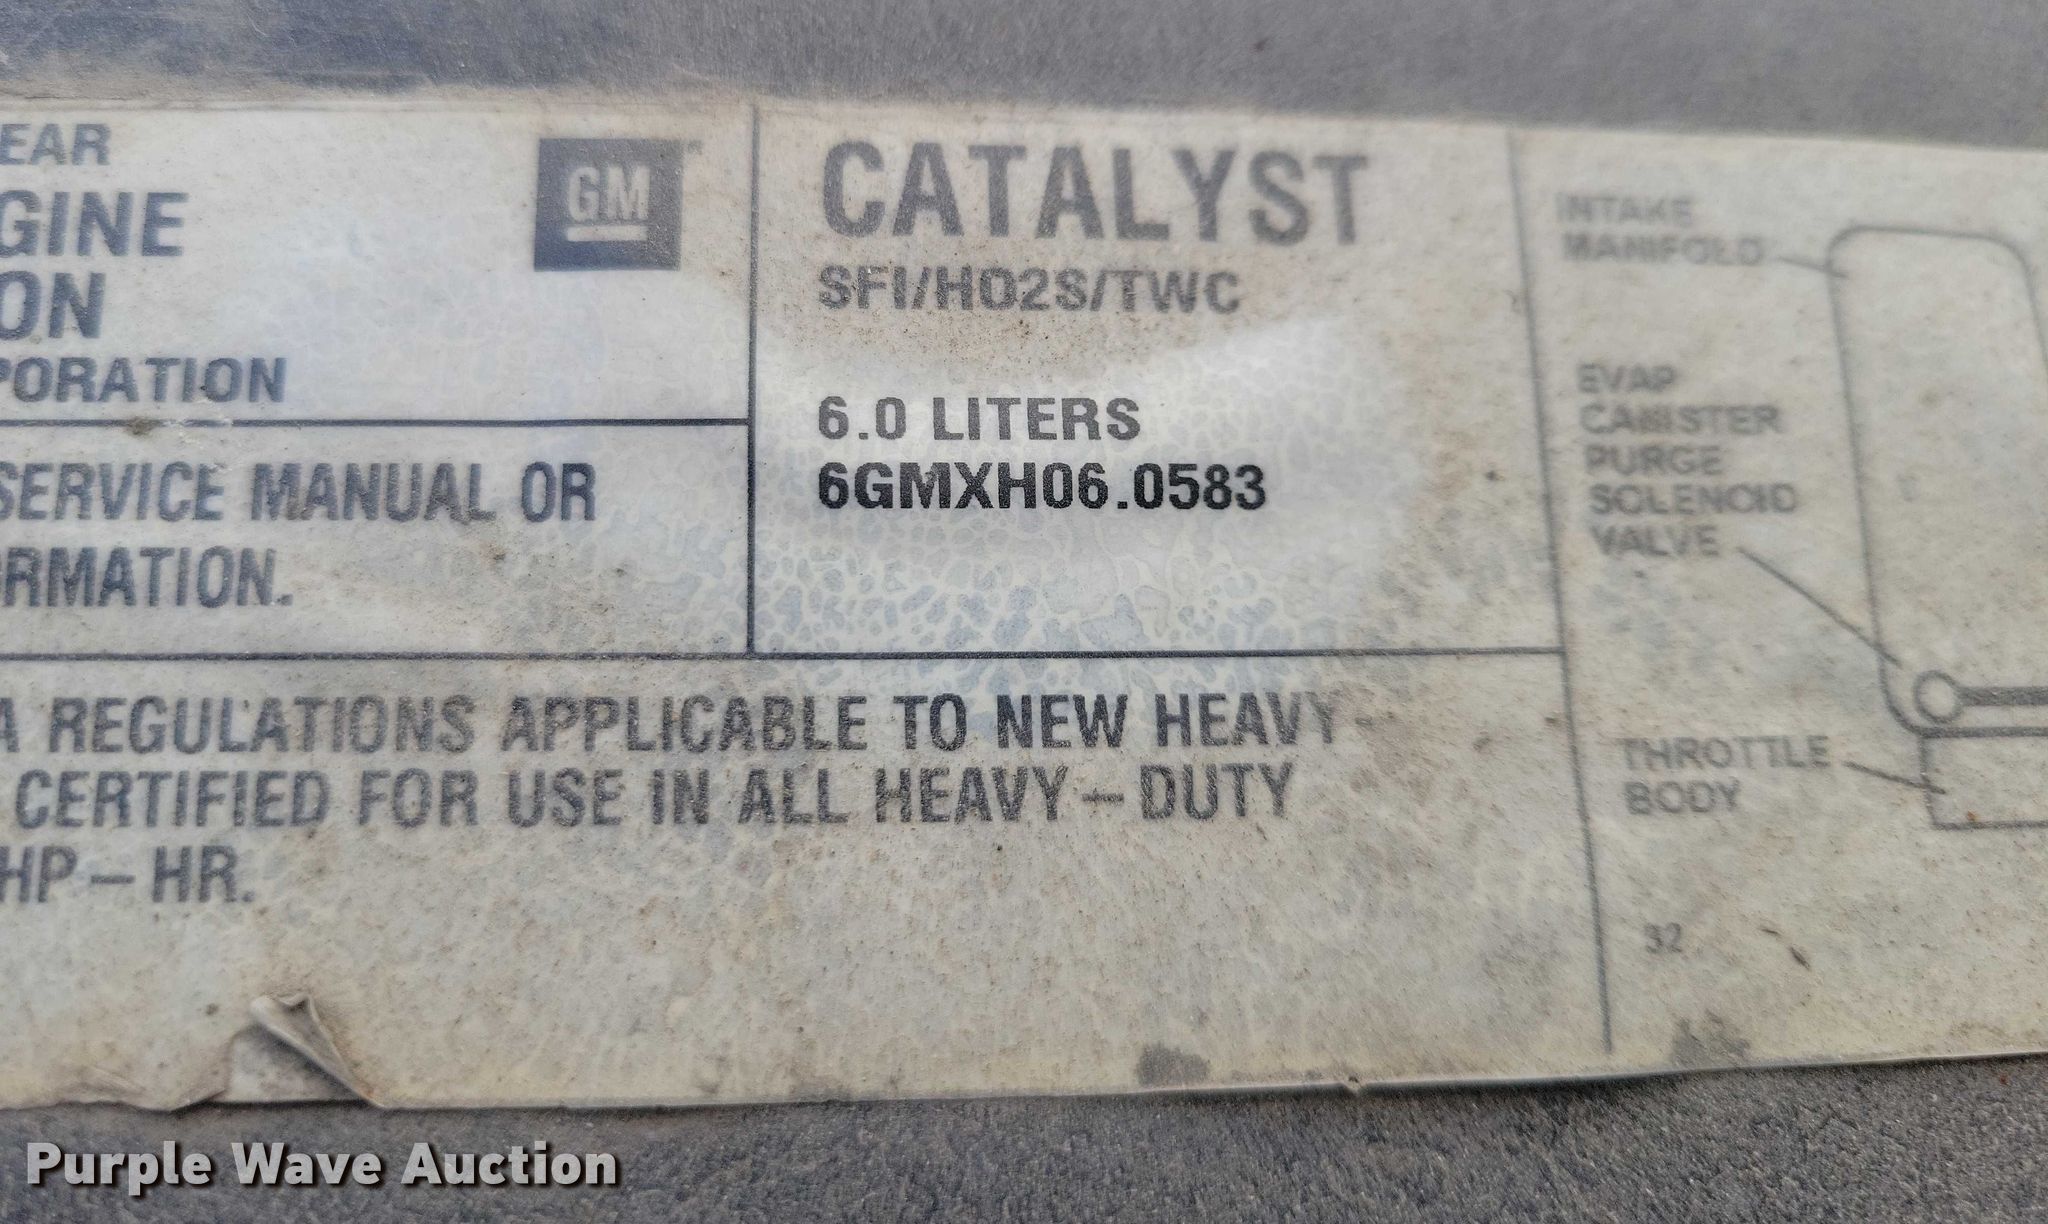 EAR
GINE
ON
PORATION
GM
SERVICE MANUAL OR
ORMATION.
CATALYST
SFI/HO2S/TWC
6.0 LITERS
6GMXH06.0583
A REGULATIONS APPLICABLE TO NEW HEAVY-
CERTIFIED FOR USE IN ALL HEAVY-DUTY
HP-HR.
INTAKE
MANIFOLD
EVAP
CANISTER
PURGE
SOLENOID
VALVE
THROTTLE
BODY
32
Purple Wave Auction